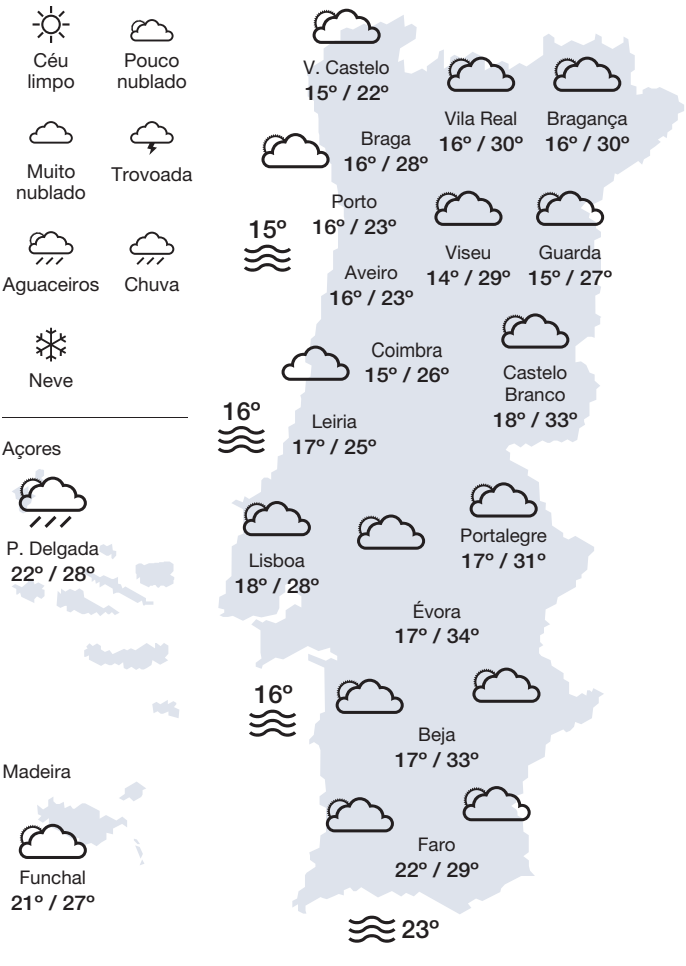 Céu
limpo
Pouco
nublado
Muito
nublado
Trovoada
Aguaceiros
Chuva
Neve
Açores
P. Delgada
22º / 28º
Madeira
Funchal
21º / 27º
V. Castelo
15º / 22º
Vila Real
16º / 30º
Bragança
16º / 30º
Braga
16º / 28º
Porto
16º / 23º
15º
Viseu
14º / 29º
Guarda
15º / 27º
Aveiro
16º / 23º
Coimbra
15º / 26º
Castelo
Branco
18º / 33º
16º
Leiria
17º / 25º
Lisboa
18º / 28º
Portalegre
17º / 31º
Évora
17º / 34º
16º
Beja
17º / 33º
Faro
22º / 29º
23º